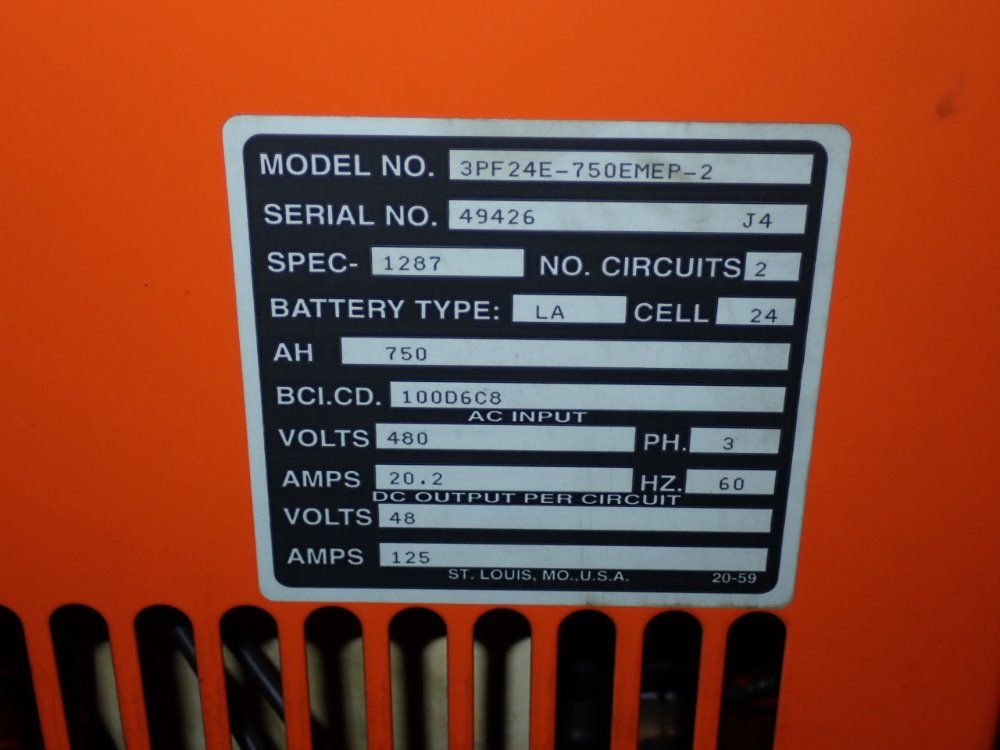 MODEL NO. 3PF24E-750EMEP-2
SERIAL NO. 49426 J4
SPEC- 1287 NO. CIRCUITS 2
BATTERY TYPE: LA CELL 24
AH 750
BCI.CD. 100D6C8
AC INPUT
VOLTS 480 PH. 3
AMPS 20.2 HZ. 60
DC OUTPUT PER CIRCUIT
VOLTS 48
AMPS 125
ST. LOUIS, MO.,U.S.A. 20-59